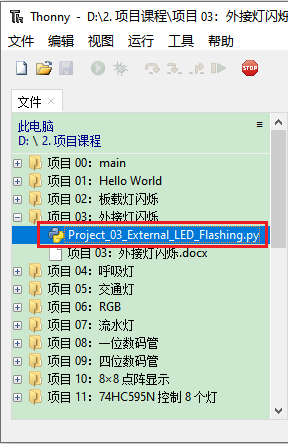 Thonny - D:\2.项目课程\项目 03：外接灯闪烁\
文件 编辑 视图 运行 工具 帮助
STOP
文件 ×
此电脑
D: \ 2. 项目课程
项目 00：main
项目 01：Hello World
项目 02：板载灯闪烁
项目 03：外接灯闪烁
Project_03_External_LED_Flashing.py
项目 03：外接灯闪烁.docx
项目 04：呼吸灯
项目 05：交通灯
项目 06：RGB
项目 07：流水灯
项目 08：一位数码管
项目 09：四位数码管
项目 10：8×8 点阵显示
项目 11：74HC595N 控制 8 个灯